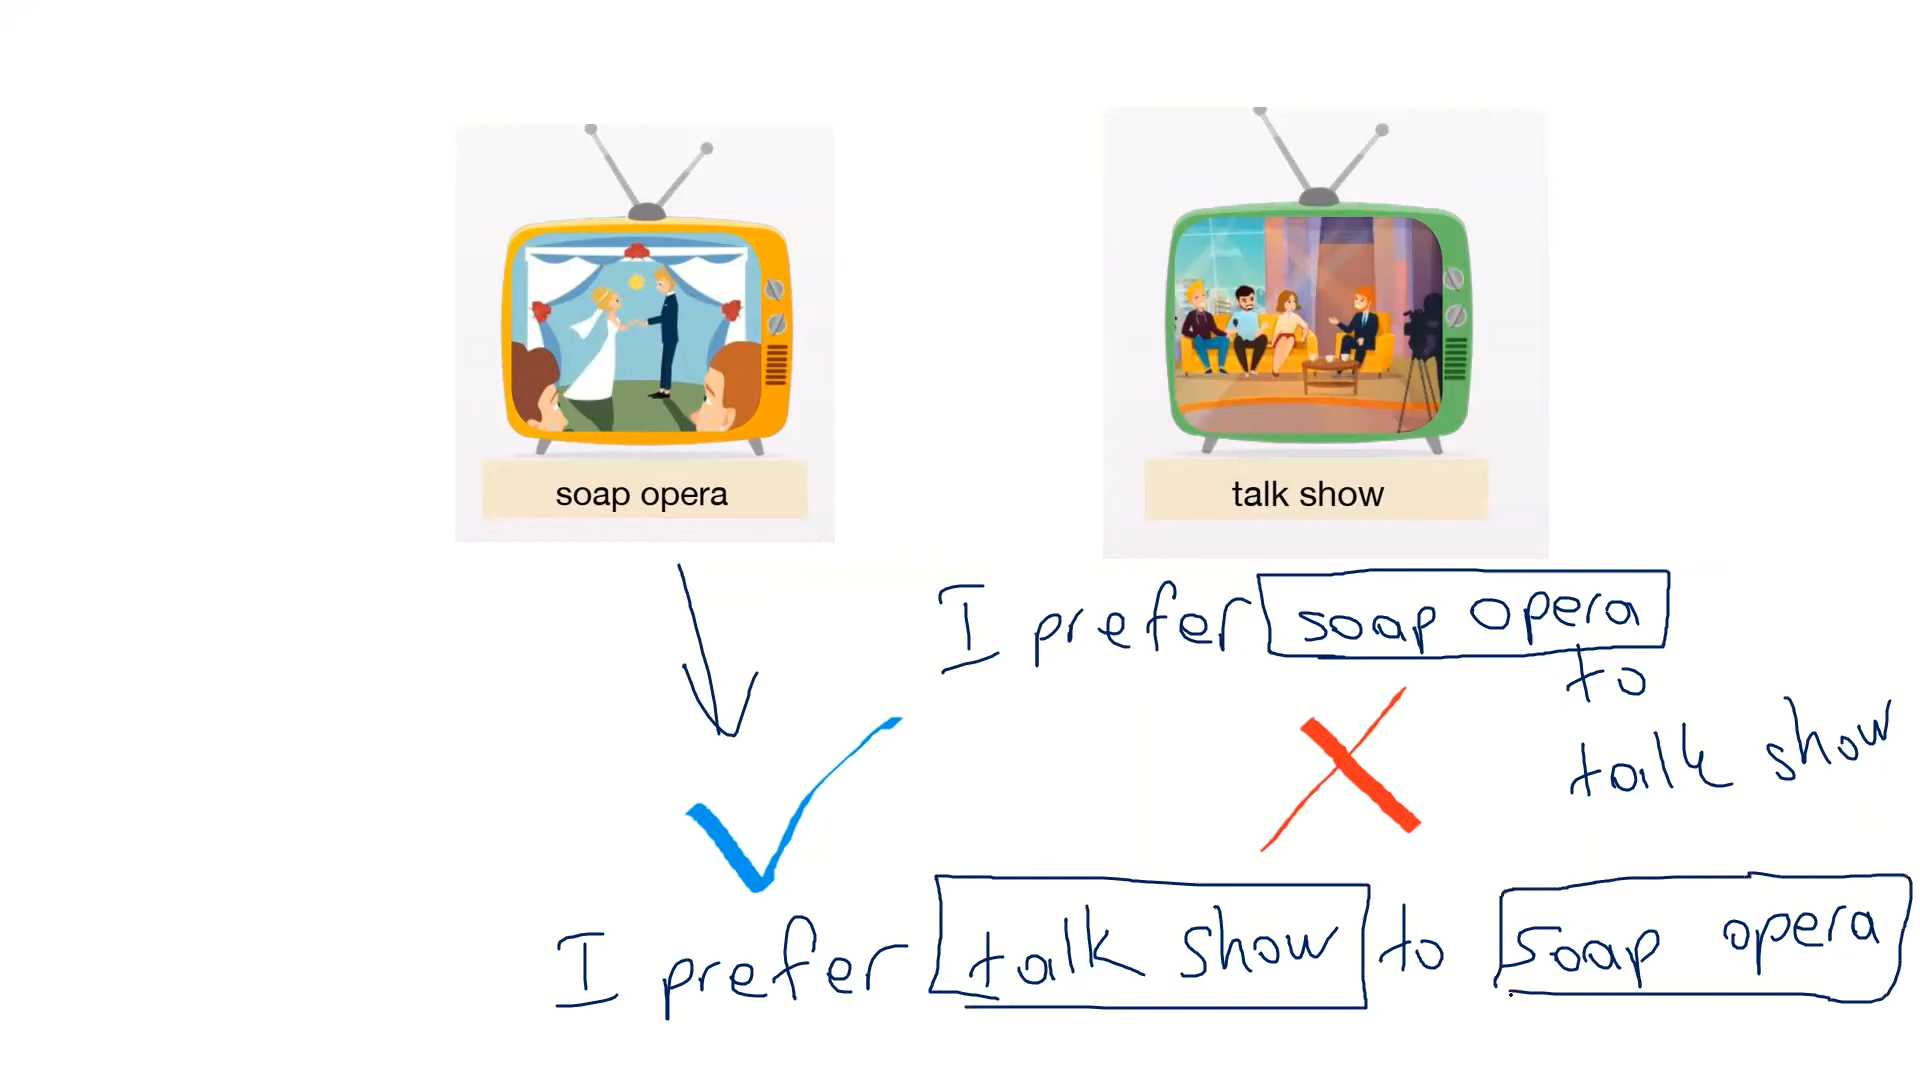 soap opera
talk show
I prefer soap opera
to
talk show
I prefer talk show to soap opera